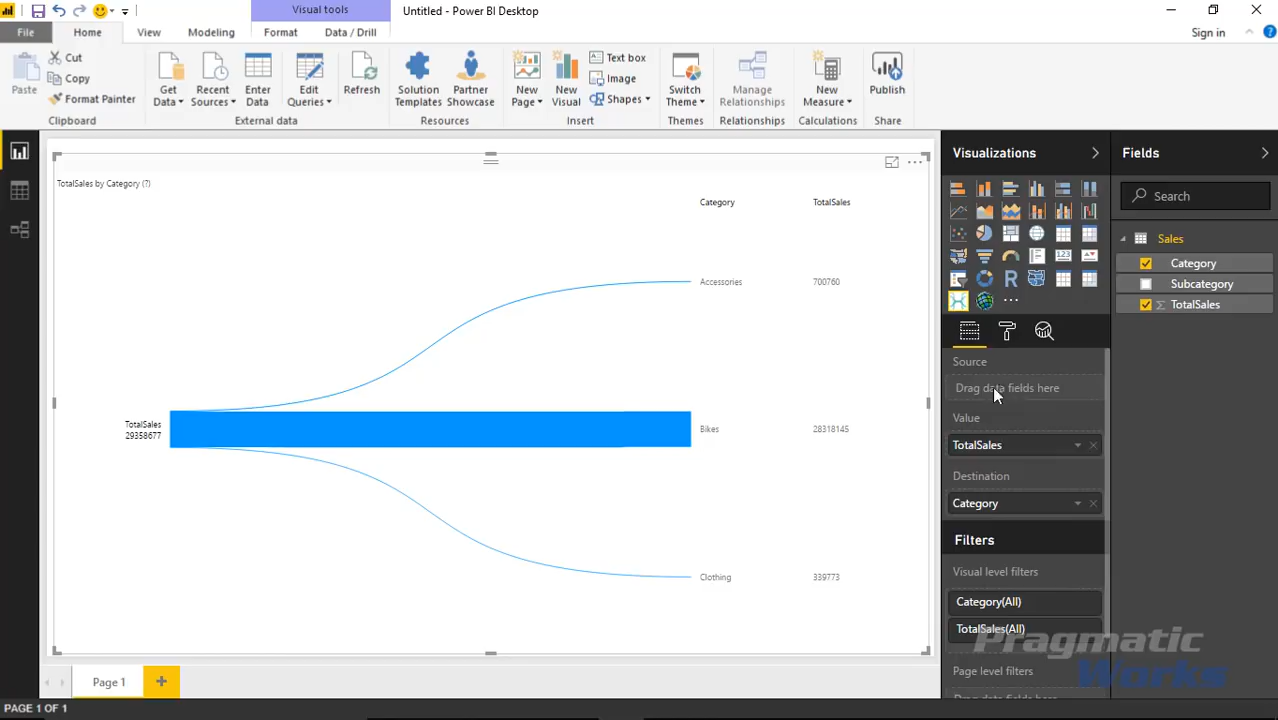 Visual tools
Untitled - Power BI Desktop
File
Home
View
Modeling
Format
Data / Drill
Sign in
Paste
Cut
Copy
Format Painter
Clipboard
Get Data
Recent Sources
Enter Data
Edit Queries
Refresh
External data
Solution Templates
Partner Showcase
Resources
New Page
New Visual
Text box
Image
Shapes
Insert
Switch Theme
Themes
Manage Relationships
Relationships
New Measure
Calculations
Publish
Share
TotalSales by Category (?)
Category TotalSales
Accessories 700760
TotalSales
29358677
Bikes 28318145
Clothing 339773
Visualizations
R
Source
Drag data fields here
Value
TotalSales
Destination
Category
Filters
Visual level filters
Category(All)
TotalSales(All)
Page level filters
Drag data fields here
Fields
Search
Sales
Category
Subcategory
Σ TotalSales
Pragmatic
Works
Page 1
PAGE 1 OF 1